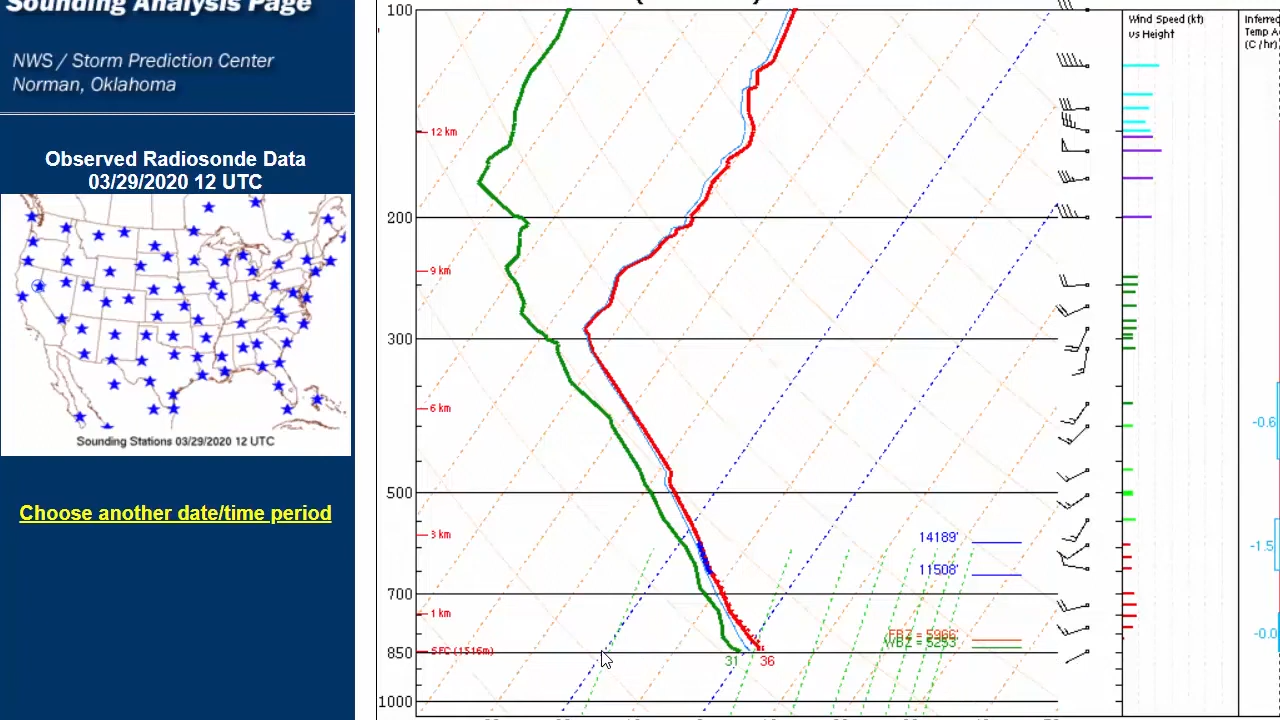 Sounding Analysis Page
NWS / Storm Prediction Center
Norman, Oklahoma
Observed Radiosonde Data
03/29/2020 12 UTC
Sounding Stations 03/29/2020 12 UTC
Choose another date/time period
100
200
300
500
700
850
1000
12 km
9 km
6 km
3 km
1 km
SFC (1516m)
14189'
11508'
FBZ = 5966'
WBZ = 5253'
31
36
Wind Speed (kt)
vs Height
Inferred
Temp A
(C / hr)
-0.6
-1.5
-0.0